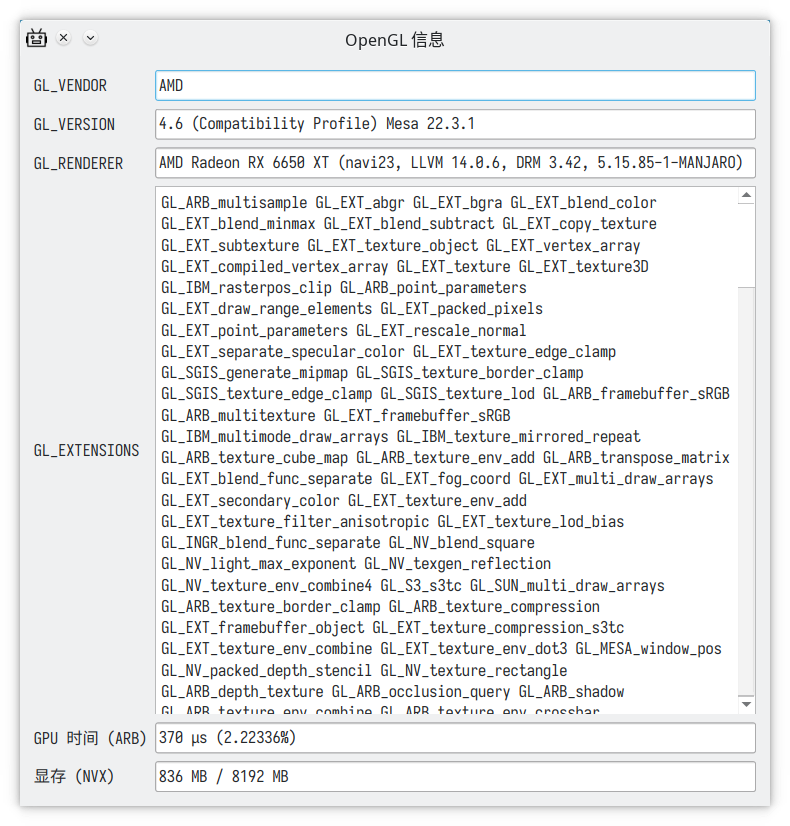 OpenGL 信息
GL_VENDOR
AMD
GL_VERSION
4.6 (Compatibility Profile) Mesa 22.3.1
GL_RENDERER
AMD Radeon RX 6650 XT (navi23, LLVM 14.0.6, DRM 3.42, 5.15.85-1-MANJARO)
GL_EXTENSIONS
GL_ARB_multisample GL_EXT_abgr GL_EXT_bgra GL_EXT_blend_color
GL_EXT_blend_minmax GL_EXT_blend_subtract GL_EXT_copy_texture
GL_EXT_subtexture GL_EXT_texture_object GL_EXT_vertex_array
GL_EXT_compiled_vertex_array GL_EXT_texture GL_EXT_texture3D
GL_IBM_rasterpos_clip GL_ARB_point_parameters
GL_EXT_draw_range_elements GL_EXT_packed_pixels
GL_EXT_point_parameters GL_EXT_rescale_normal
GL_EXT_separate_specular_color GL_EXT_texture_edge_clamp
GL_SGIS_generate_mipmap GL_SGIS_texture_border_clamp
GL_SGIS_texture_edge_clamp GL_SGIS_texture_lod GL_ARB_framebuffer_sRGB
GL_ARB_multitexture GL_EXT_framebuffer_sRGB
GL_IBM_multimode_draw_arrays GL_IBM_texture_mirrored_repeat
GL_ARB_texture_cube_map GL_ARB_texture_env_add GL_ARB_transpose_matrix
GL_EXT_blend_func_separate GL_EXT_fog_coord GL_EXT_multi_draw_arrays
GL_EXT_secondary_color GL_EXT_texture_env_add
GL_EXT_texture_filter_anisotropic GL_EXT_texture_lod_bias
GL_INGR_blend_func_separate GL_NV_blend_square
GL_NV_light_max_exponent GL_NV_texgen_reflection
GL_NV_texture_env_combine4 GL_S3_s3tc GL_SUN_multi_draw_arrays
GL_ARB_texture_border_clamp GL_ARB_texture_compression
GL_EXT_framebuffer_object GL_EXT_texture_compression_s3tc
GL_EXT_texture_env_combine GL_EXT_texture_env_dot3 GL_MESA_window_pos
GL_NV_packed_depth_stencil GL_NV_texture_rectangle
GL_ARB_depth_texture GL_ARB_occlusion_query GL_ARB_shadow
GL_ARB_texture_env_combine GL_ARB_texture_env_crossbar
GPU 时间 (ARB)
370 μs (2.22336%)
显存 (NVX)
836 MB / 8192 MB